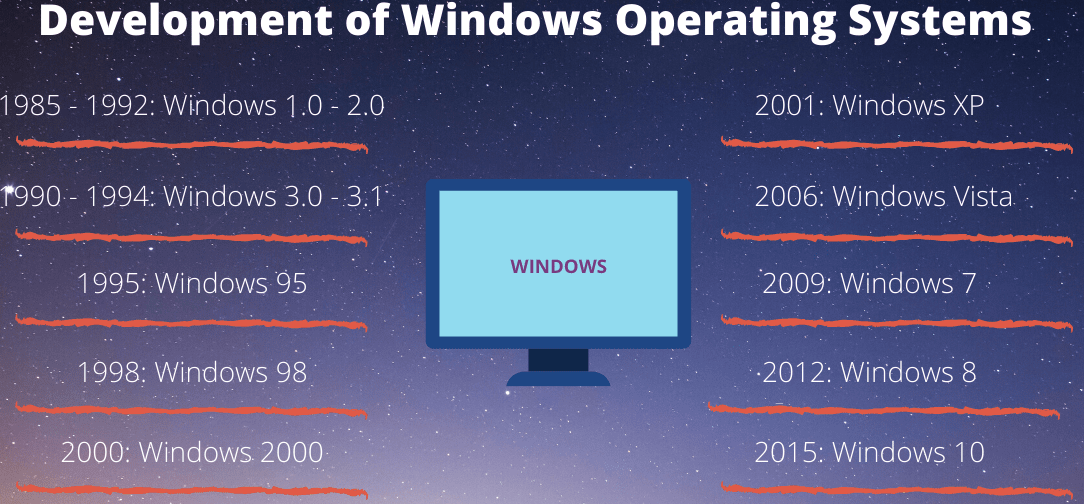 Development of Windows Operating Systems
1985 - 1992: Windows 1.0 - 2.0
1990 - 1994: Windows 3.0 - 3.1
1995: Windows 95
1998: Windows 98
2000: Windows 2000
WINDOWS
2001: Windows XP
2006: Windows Vista
2009: Windows 7
2012: Windows 8
2015: Windows 10